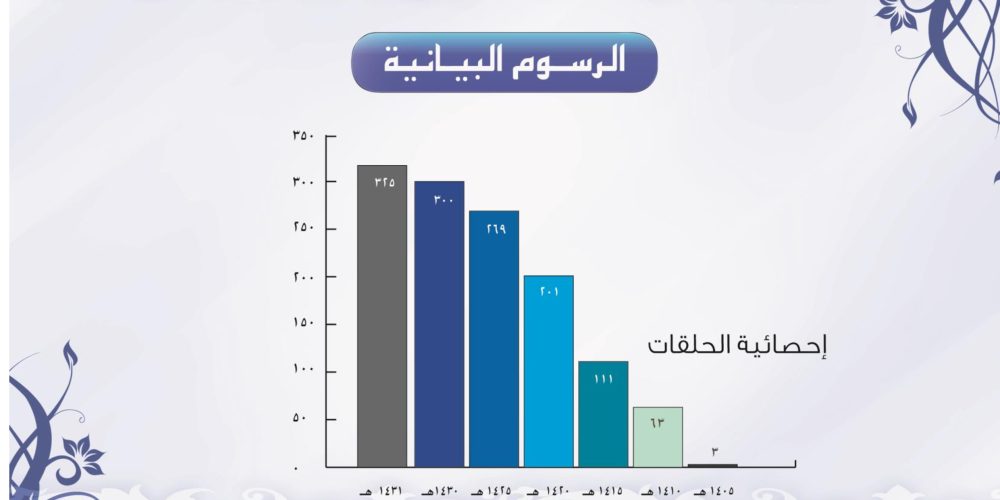 الرسوم البيانية
٣٥٠
٣٠٠
٢٥٠
٢٠٠
١٥٠
١٠٠
٥٠
٠
٣٢٥
٣٠٠
٢٦٩
٢٠١
١١١
٦٣
٣
إحصائية الحلقات
١٤٠٥ هـ
١٤١٠ هـ
١٤١٥ هـ
١٤٢٠ هـ
١٤٢٥ هـ
١٤٣٠هـ
١٤٣١ هـ